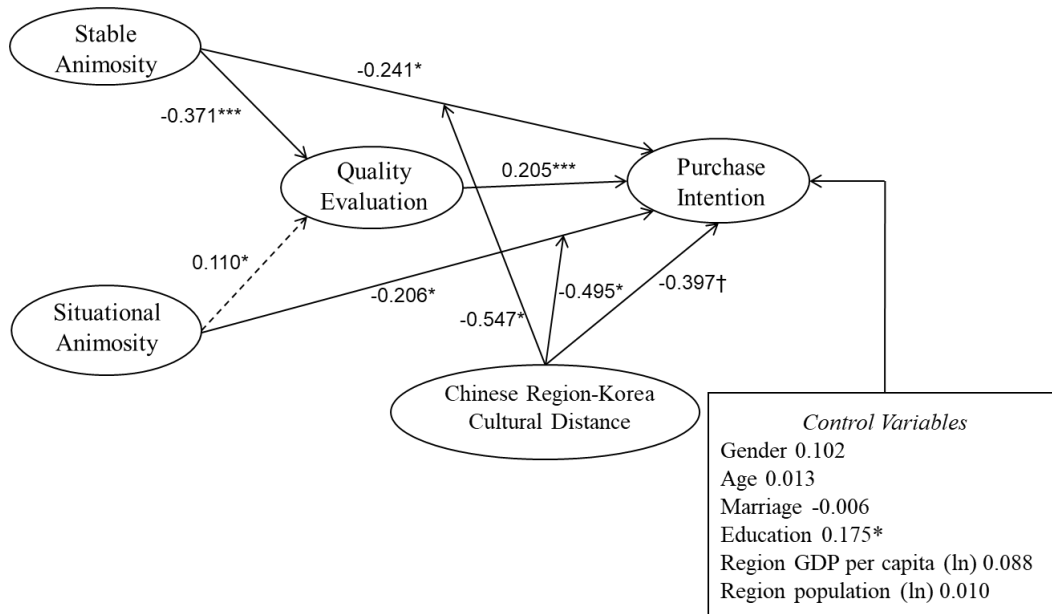 Stable
Animosity
-0.241*
-0.371***
Quality
Evaluation
0.205***
Purchase
Intention
0.110*
Situational
Animosity
-0.206*
-0.547*
-0.495*
-0.397†
Chinese Region-Korea
Cultural Distance
Control Variables
Gender 0.102
Age 0.013
Marriage -0.006
Education 0.175*
Region GDP per capita (ln) 0.088
Region population (ln) 0.010